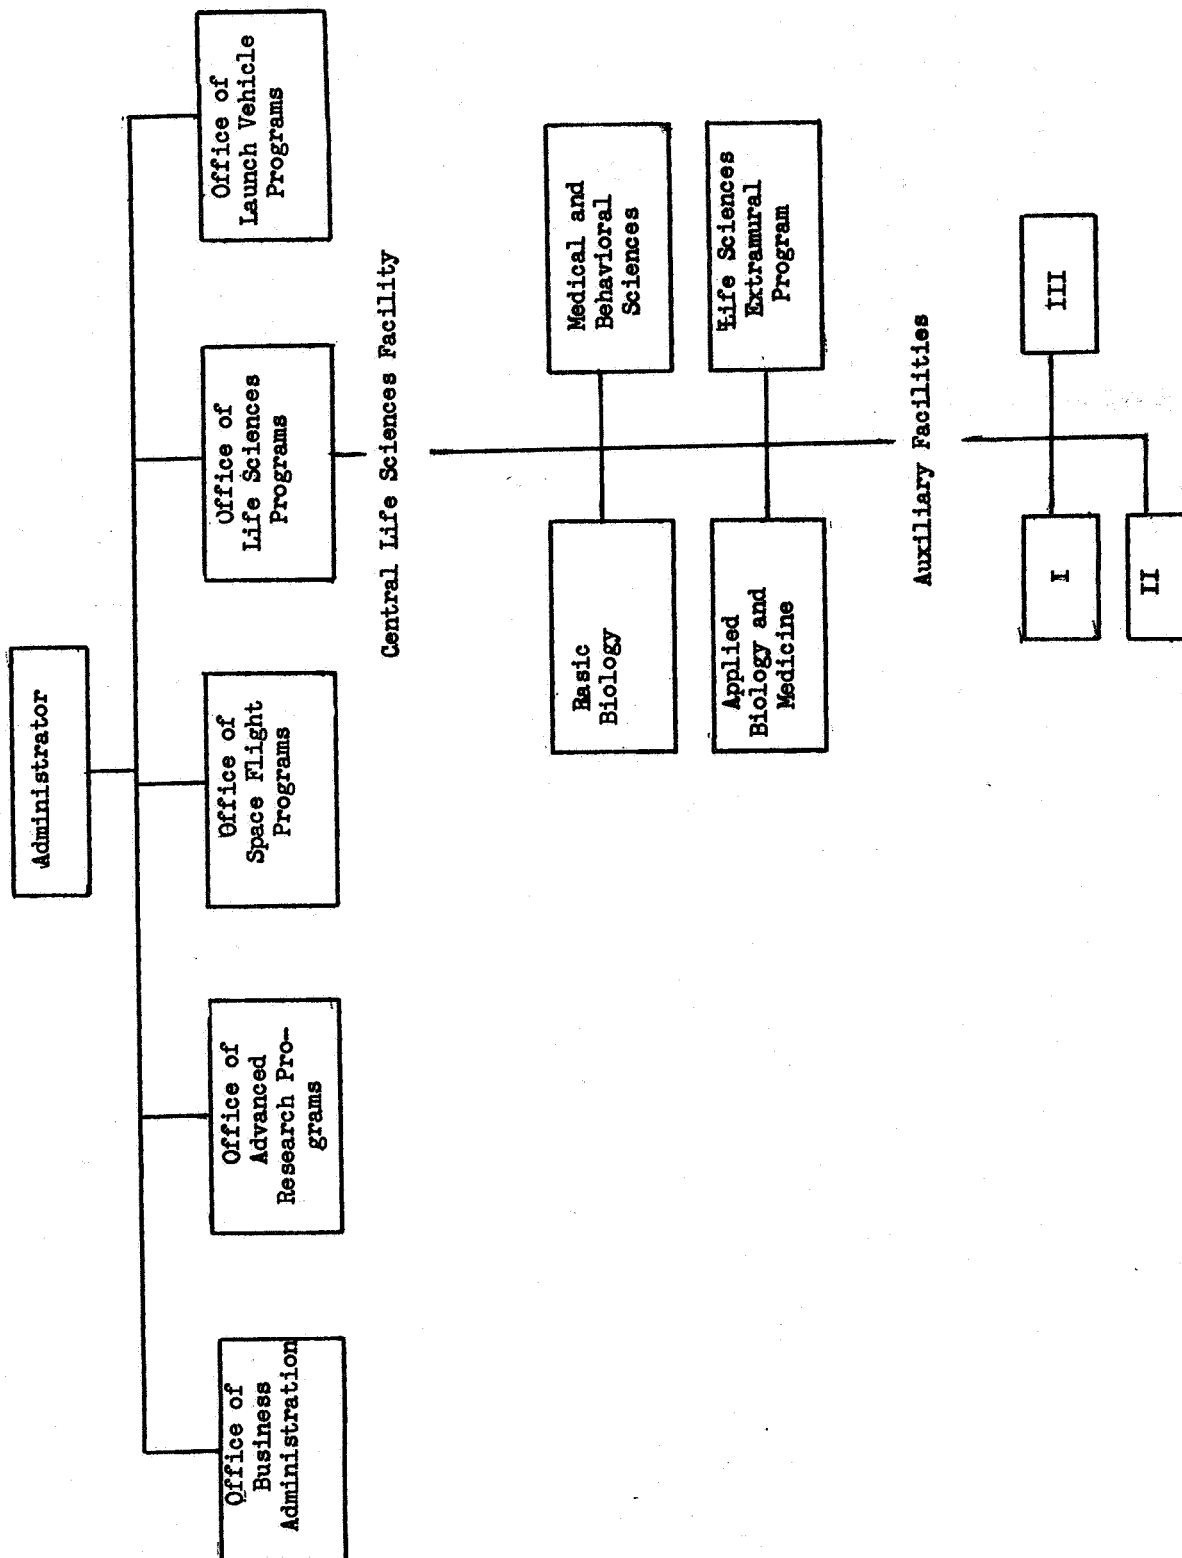 Administrator
Office of
Business
Administration
Office of
Advanced
Research Pro-
grams
Office of
Space Flight
Programs
Office of
Life Sciences
Programs
Office of
Launch Vehicle
Programs
Central Life Sciences Facility
Basic
Biology
Medical and
Behavioral
Sciences
Applied
Biology and
Medicine
Life Sciences
Extramural
Program
Auxiliary Facilities
I
III
II